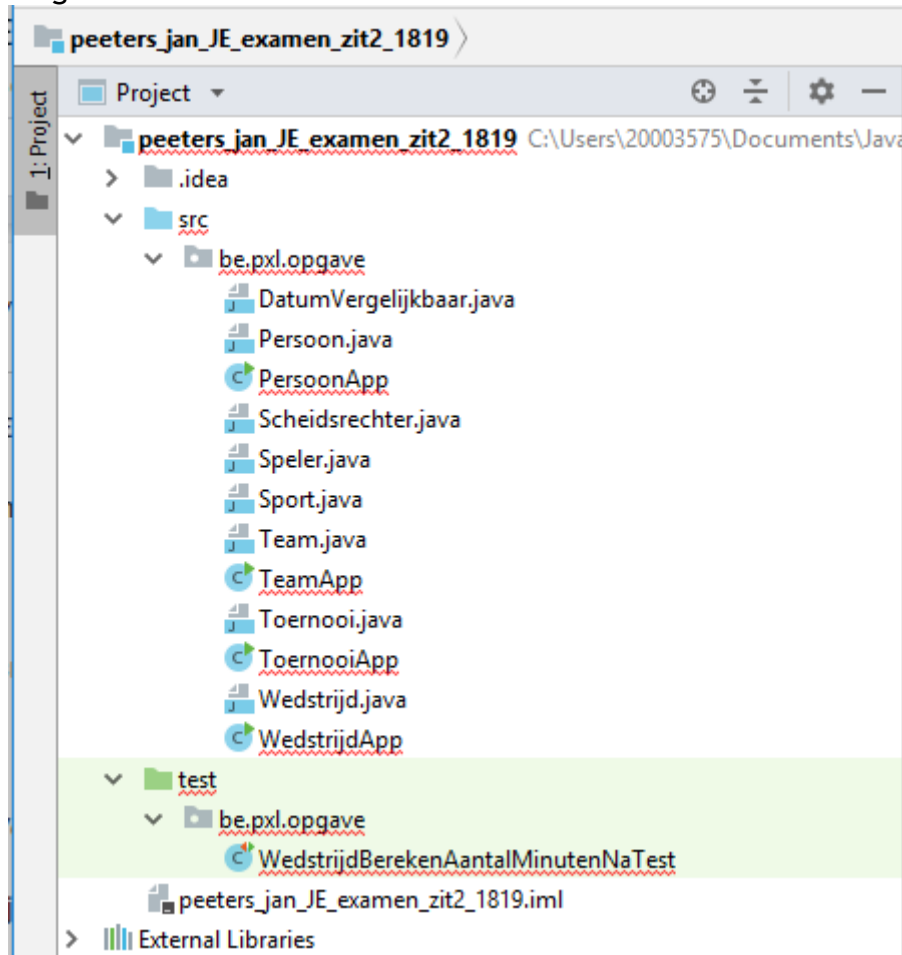 peeters_jan_JE_examen_zit2_1819
1: Project
Project
peeters_jan_JE_examen_zit2_1819 C:\Users\20003575\Documents\Java
.idea
src
be.pxl.opgave
DatumVergelijkbaar.java
Persoon.java
PersoonApp
Scheidsrechter.java
Speler.java
Sport.java
Team.java
TeamApp
Toernooi.java
ToernooiApp
Wedstrijd.java
WedstrijdApp
test
be.pxl.opgave
WedstrijdBerekenAantalMinutenNaTest
peeters_jan_JE_examen_zit2_1819.iml
External Libraries